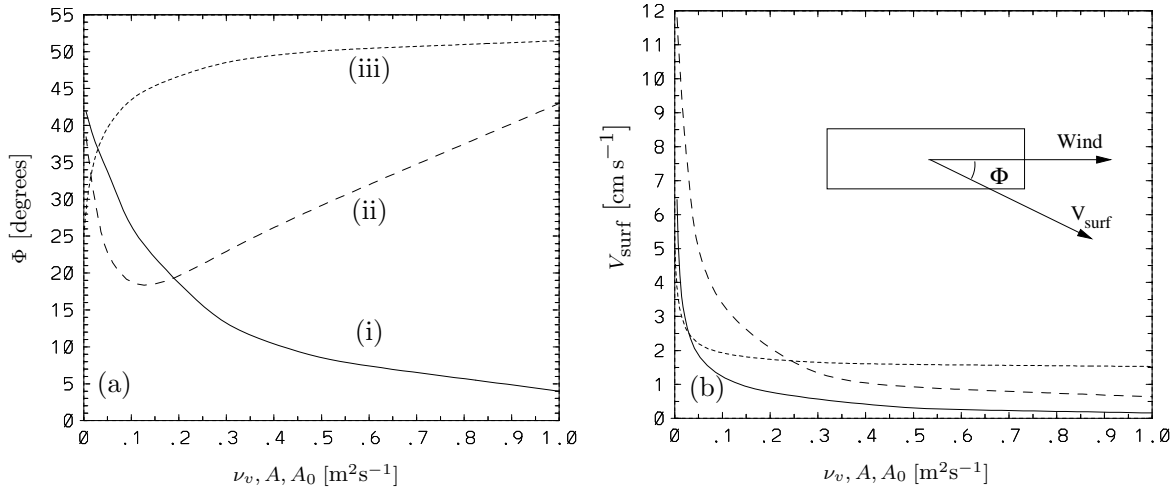 55
50
45
40
35
30
25
20
15
10
5
0
Φ [degrees]
(iii)
(ii)
(i)
(a)
0 .1 .2 .3 .4 .5 .6 .7 .8 .9 1.0
ν_v, A, A_0 [m²s⁻¹]
12
11
10
9
8
7
6
5
4
3
2
1
0
V_surf [cm s⁻¹]
Wind
Φ
V_surf
(b)
0 .1 .2 .3 .4 .5 .6 .7 .8 .9 1.0
ν_v, A, A_0 [m²s⁻¹]